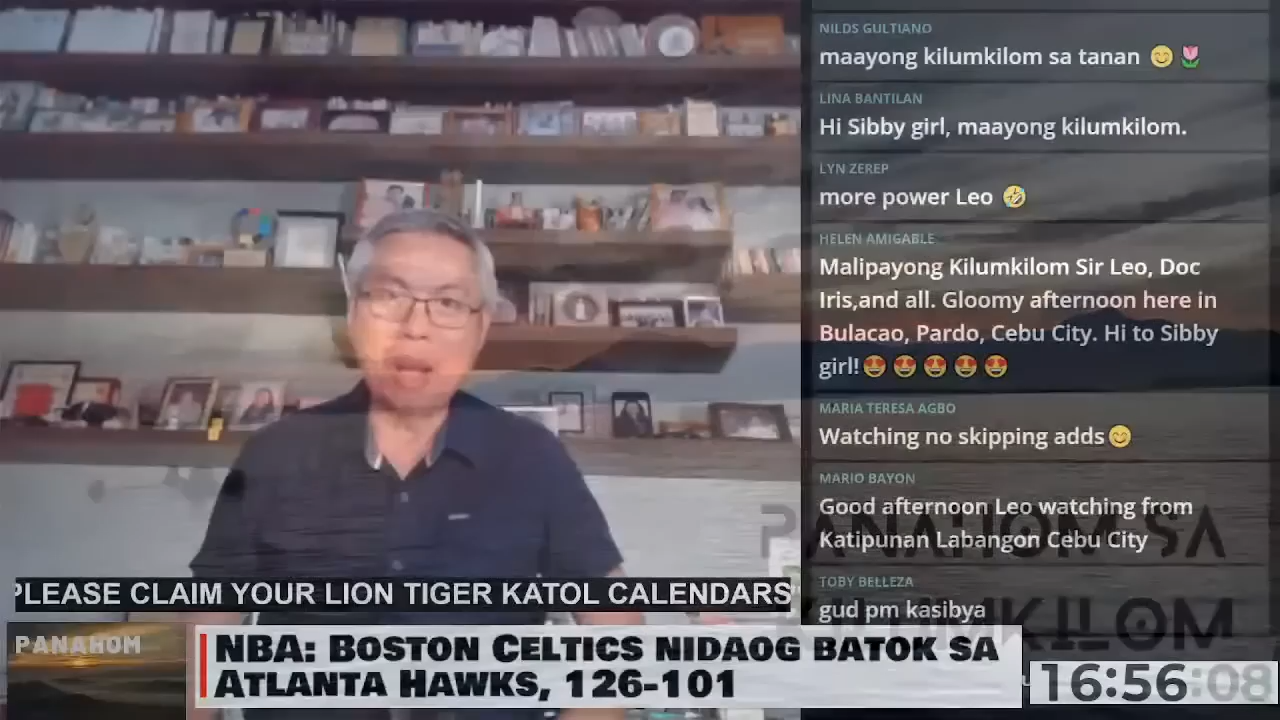 NILDS GULTIANO
maayong kilumkilom sa tanan 😊🌷
LINA BANTILAN
Hi Sibby girl, maayong kilumkilom.
LYN ZEREP
more power Leo 🤣
HELEN AMIGABLE
Malipayong Kilumkilom Sir Leo, Doc
Iris,and all. Gloomy afternoon here in
Bulacao, Pardo, Cebu City. Hi to Sibby
girl!😍😍😍😍😍
MARIA TERESA AGBO
Watching no skipping adds😊
MARIO BAYON
Good afternoon Leo watching from
Katipunan Labangon Cebu City
TOBY BELLEZA
gud pm kasibya
PANAHOM SA
KILUMKILOM
PLEASE CLAIM YOUR LION TIGER KATOL CALENDARS
PANAHOM
NBA: BOSTON CELTICS NIDAOG BATOK SA
ATLANTA HAWKS, 126-101
16:56:08